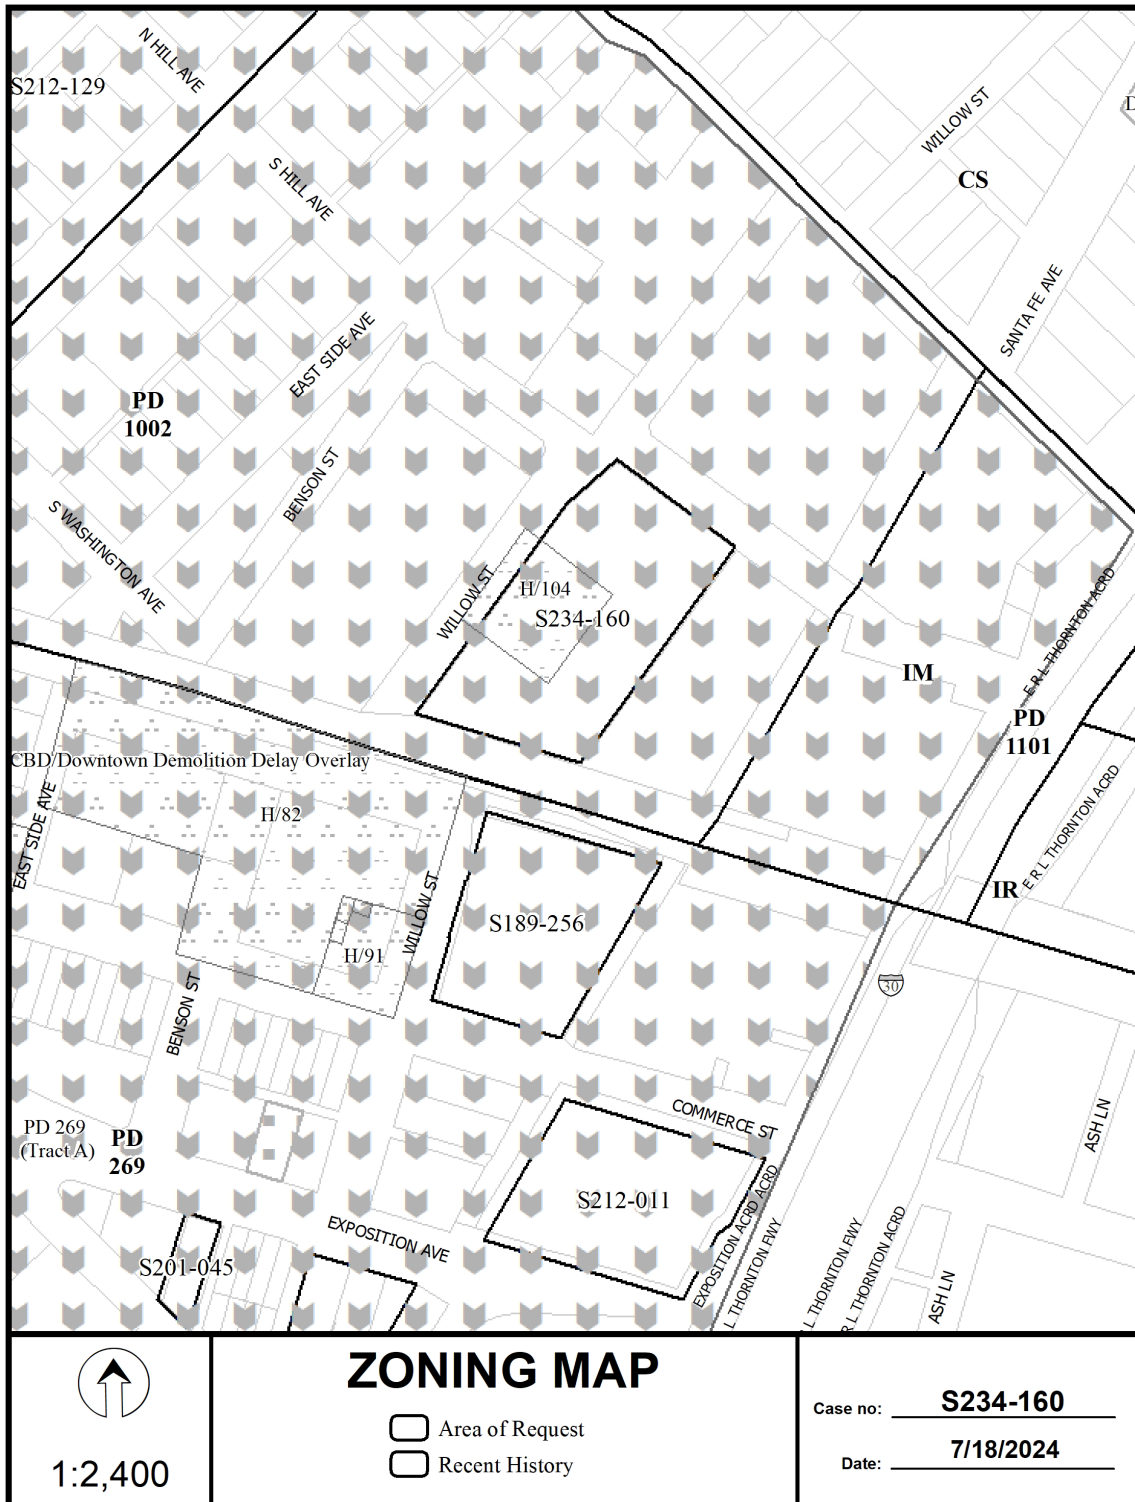 N HILL AVE
S212-129
WILLOW ST
D
CS
S HILL AVE
SANTA FE AVE
EAST SIDE AVE
PD
1002
BENSON ST
S WASHINGTON AVE
WILLOW ST
H/104
S234-160
E R L THORNTON ACRD
IM
PD
1101
CBD/Downtown Demolition Delay Overlay
EAST SIDE AVE
H/82
E R L THORNTON ACRD
IR
WILLOW ST
S189-256
H/91
30
BENSON ST
COMMERCE ST
ASH LN
PD 269
(Tract A)
PD
269
S212-011
EXPOSITION ACRD ACRD
EXPOSITION AVE
S201-045
L THORNTON FWY
L THORNTON FWY
R L THORNTON ACRD
ASH LN
ZONING MAP
Area of Request
Recent History
1:2,400
Case no: S234-160
Date: 7/18/2024